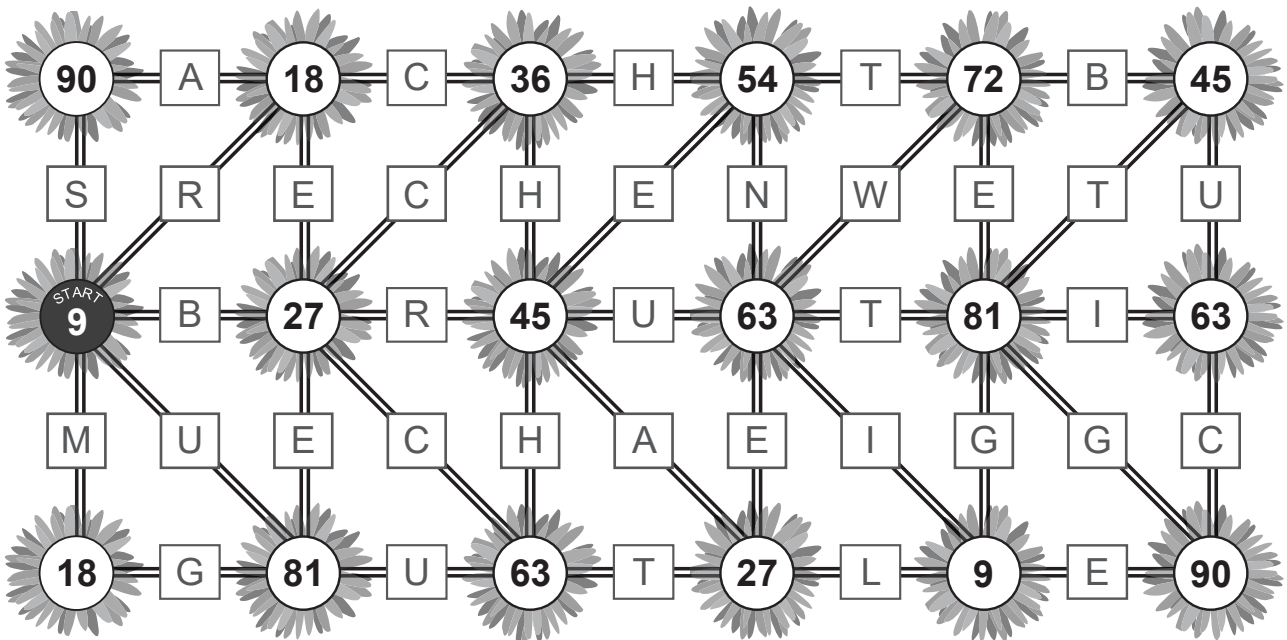 90 A 18 C 36 H 54 T 72 B 45
S R E C H E N W E T U
START
9 B 27 R 45 U 63 T 81 I 63
M U E C H A E I G G C
18 G 81 U 63 T 27 L 9 E 90